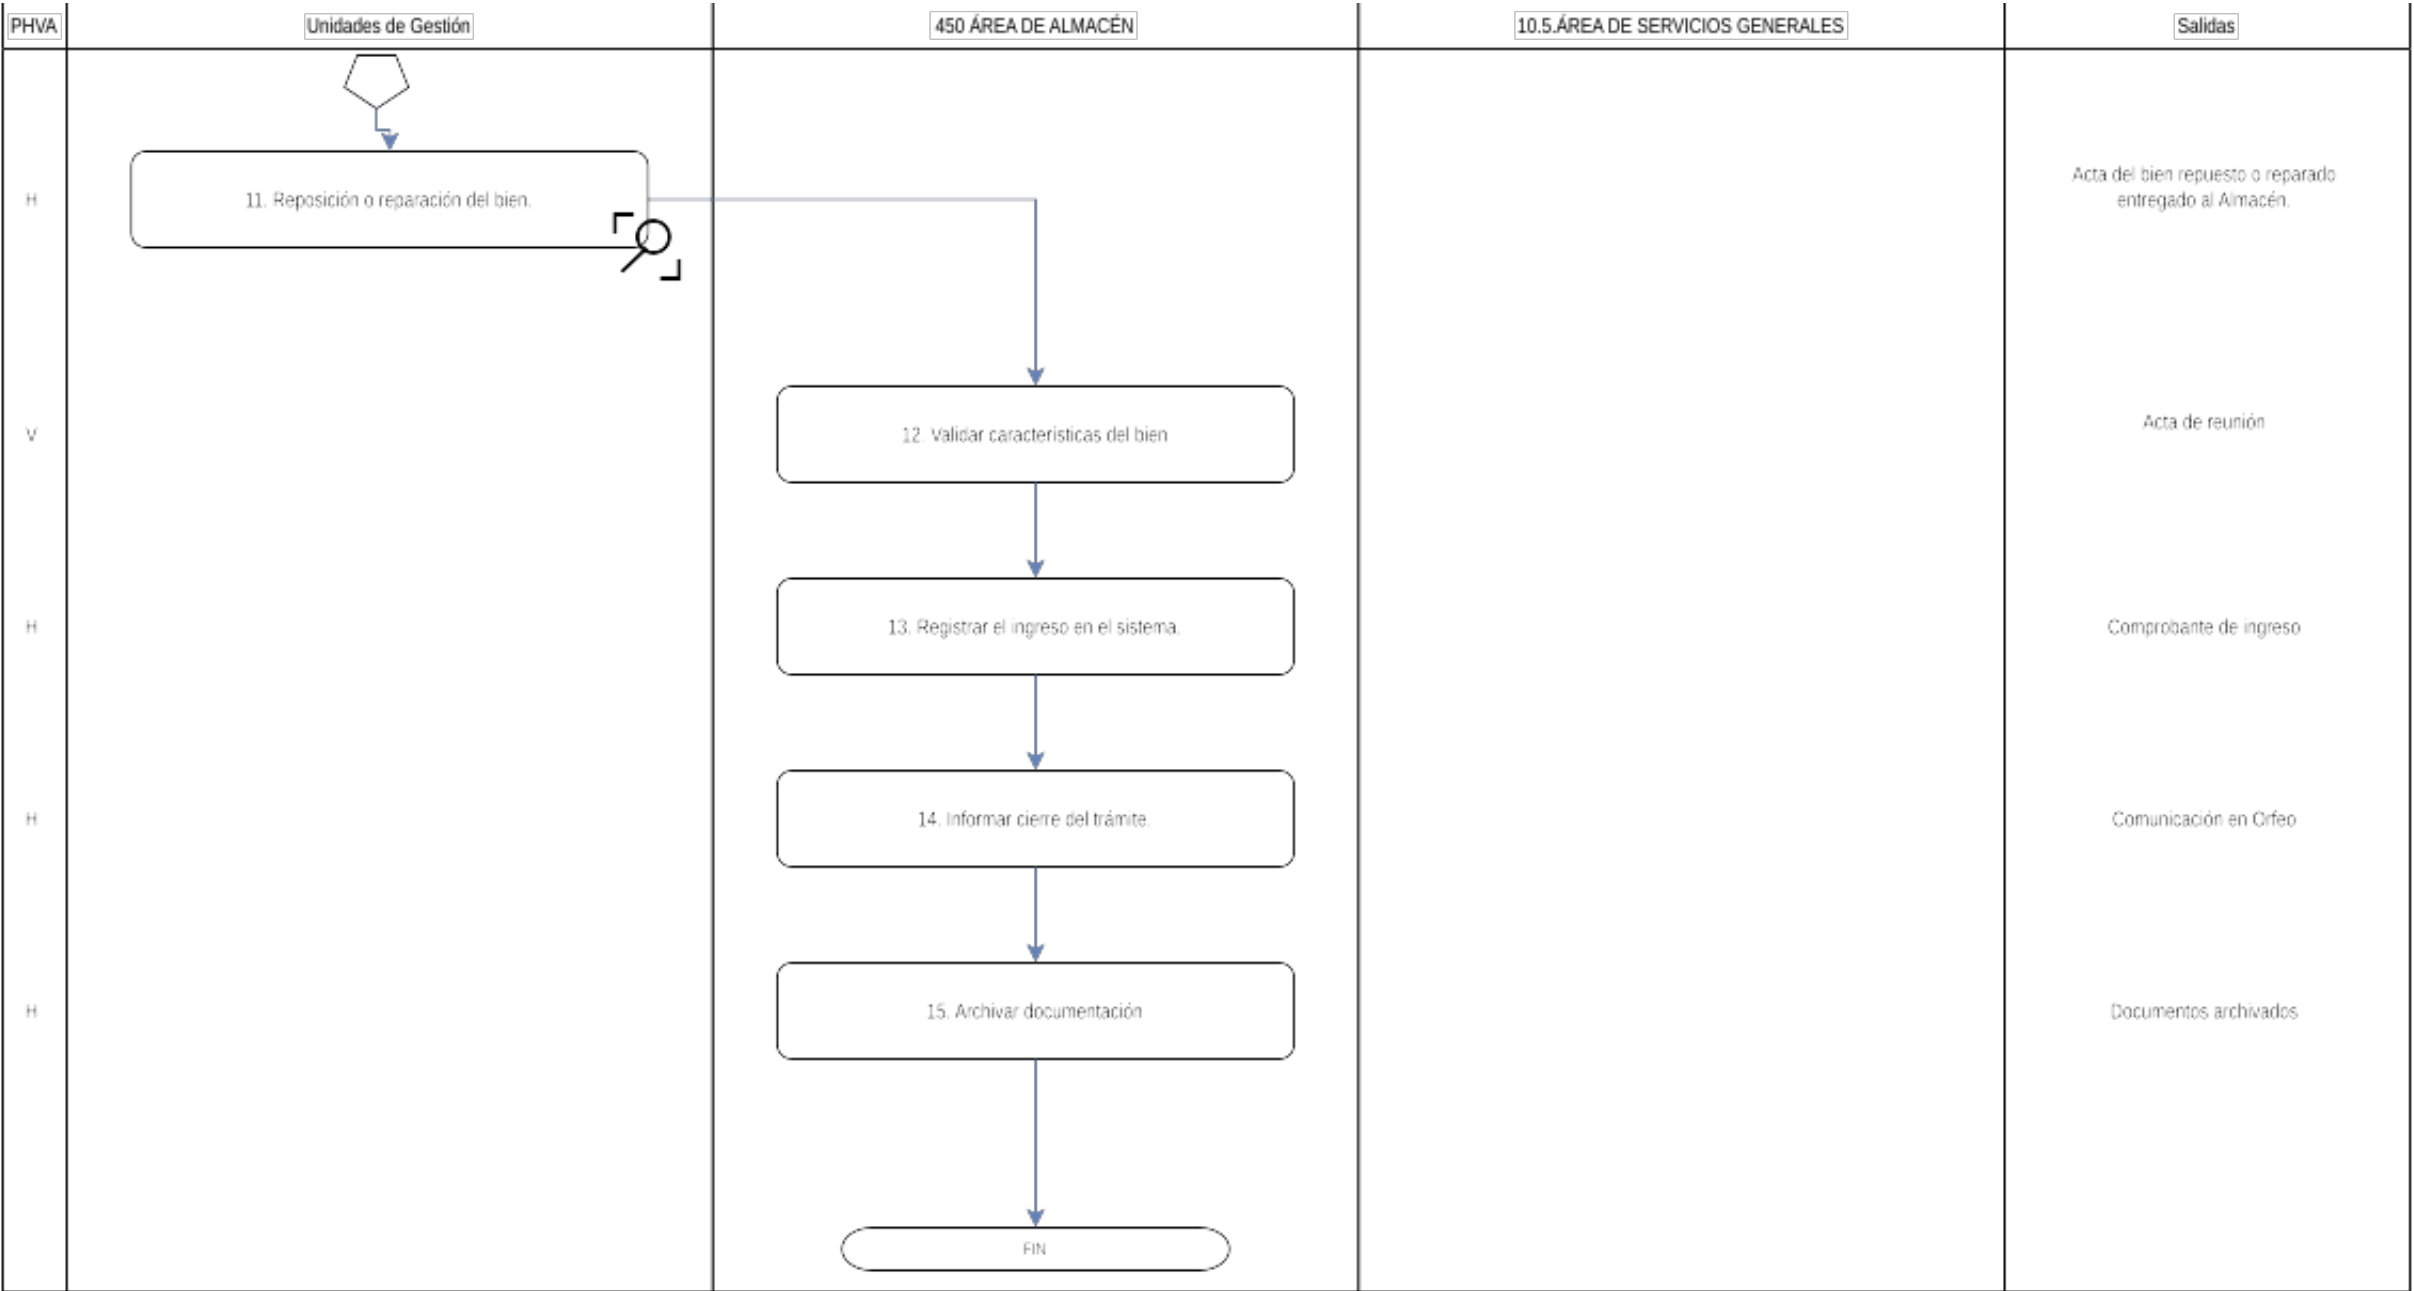 PHVA
Unidades de Gestión
450 ÁREA DE ALMACÉN
10.5.ÁREA DE SERVICIOS GENERALES
Salidas
H
11. Reposición o reparación del bien.
Acta del bien repuesto o reparado
entregado al Almacén.
V
12. Validar características del bien
Acta de reunión
H
13. Registrar el ingreso en el sistema.
Comprobante de ingreso
H
14. Informar cierre del trámite.
Comunicación en Orfeo
H
15. Archivar documentación
Documentos archivados
FIN